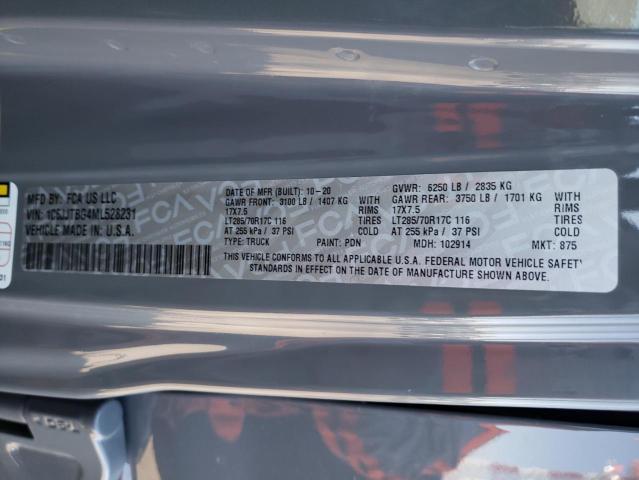 MFD BY: FCA US LLC
VIN: 1C6JJTBG4ML528231
VEHICLE MADE IN U.S.A.
DATE OF MFR (BUILT): 10-20
GVWR: 6250 LB / 2835 KG
GAWR FRONT: 3100 LB / 1407 KG WITH
GAWR REAR: 3750 LB / 1701 KG WITH
17X7.5 RIMS
17X7.5 RIMS
LT285/70R17C 116 TIRES
LT285/70R17C 116 TIRES
AT 255 kPa / 37 PSI COLD
AT 255 kPa / 37 PSI COLD
TYPE: TRUCK PAINT: PDN MDH: 102914 MKT: 875
THIS VEHICLE CONFORMS TO ALL APPLICABLE U.S.A. FEDERAL MOTOR VEHICLE SAFETY
STANDARDS IN EFFECT ON THE DATE OF MANUFACTURE SHOWN ABOVE.